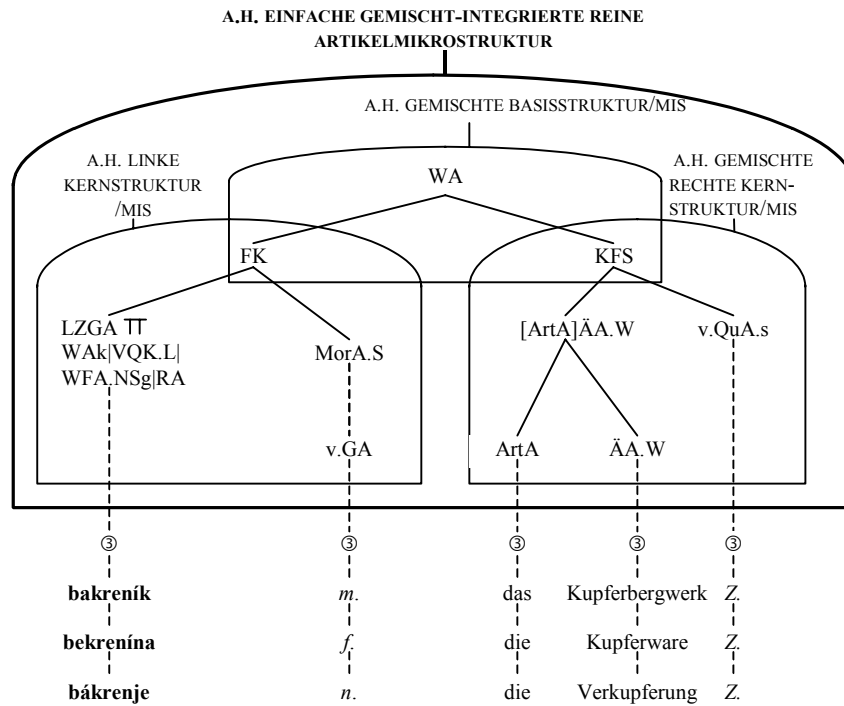 A.H. EINFACHE GEMISCHT-INTEGRIERTE REINE
ARTIKELMIKROSTRUKTUR
A.H. GEMISCHTE BASISSTRUKTUR/MIS
A.H. LINKE
KERNSTRUKTUR
/MIS
A.H. GEMISCHTE
RECHTE KERN-
STRUKTUR/MIS
WA
FK KFS
LZGA TT
WAk|VQK.L|
WFA.NSg|RA
MorA.S
[ArtA]ÄA.W
v.QuA.s
v.GA ArtA ÄA.W
③ ③ ③ ③ ③
bakreník m. das Kupferbergwerk Z.
bekrenína f. die Kupferware Z.
bákrenje n. die Verkupferung Z.